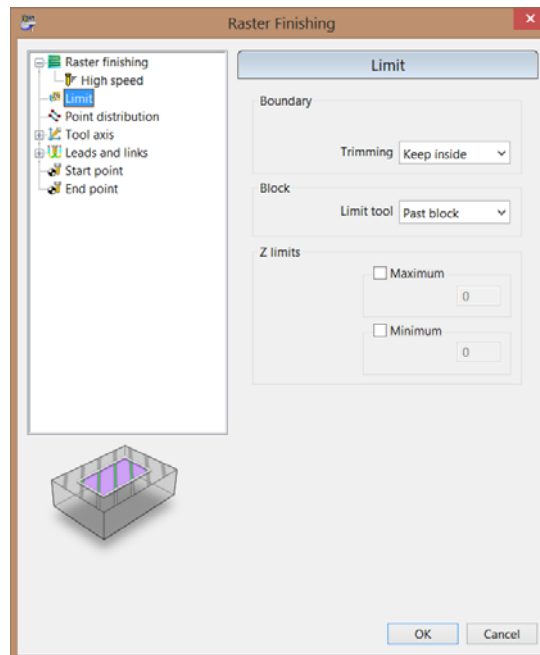 Raster Finishing
Raster finishing
High speed
Limit
Point distribution
Tool axis
Leads and links
Start point
End point
Limit
Boundary
Trimming Keep inside
Block
Limit tool Past block
Z limits
Maximum
0
Minimum
0
OK Cancel